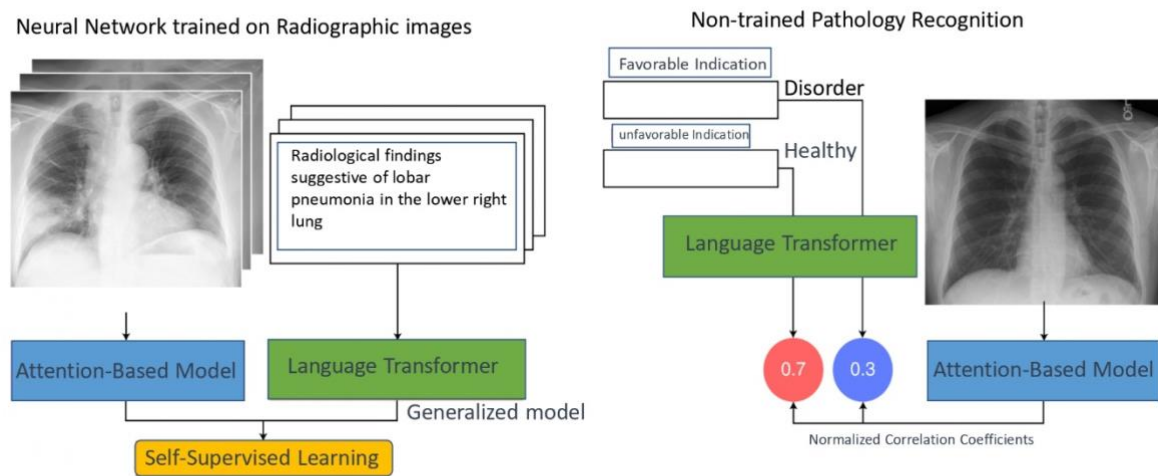 Neural Network trained on Radiographic images
Radiological findings
suggestive of lobar
pneumonia in the lower right
lung
Attention-Based Model
Language Transformer
Generalized model
Self-Supervised Learning
Non-trained Pathology Recognition
Favorable Indication
Disorder
unfavorable Indication
Healthy
Language Transformer
0.7
0.3
Attention-Based Model
Normalized Correlation Coefficients